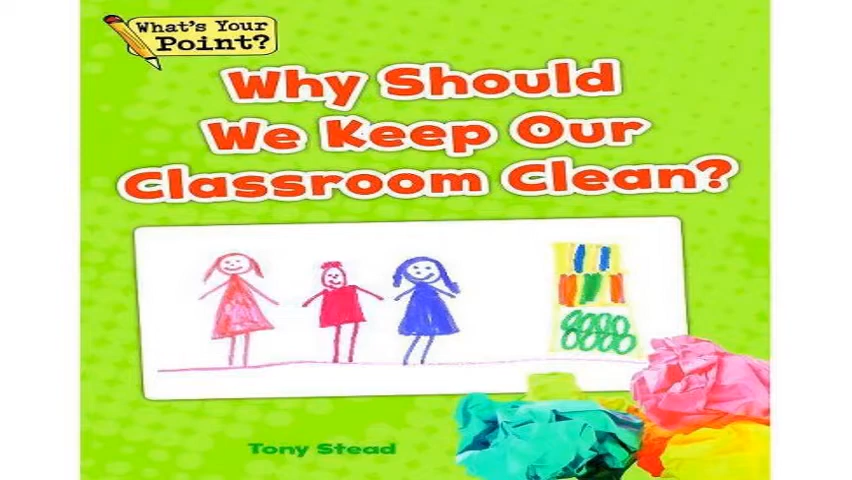 What's Your
Point?
Why Should
We Keep Our
Classroom Clean?
Tony Stead